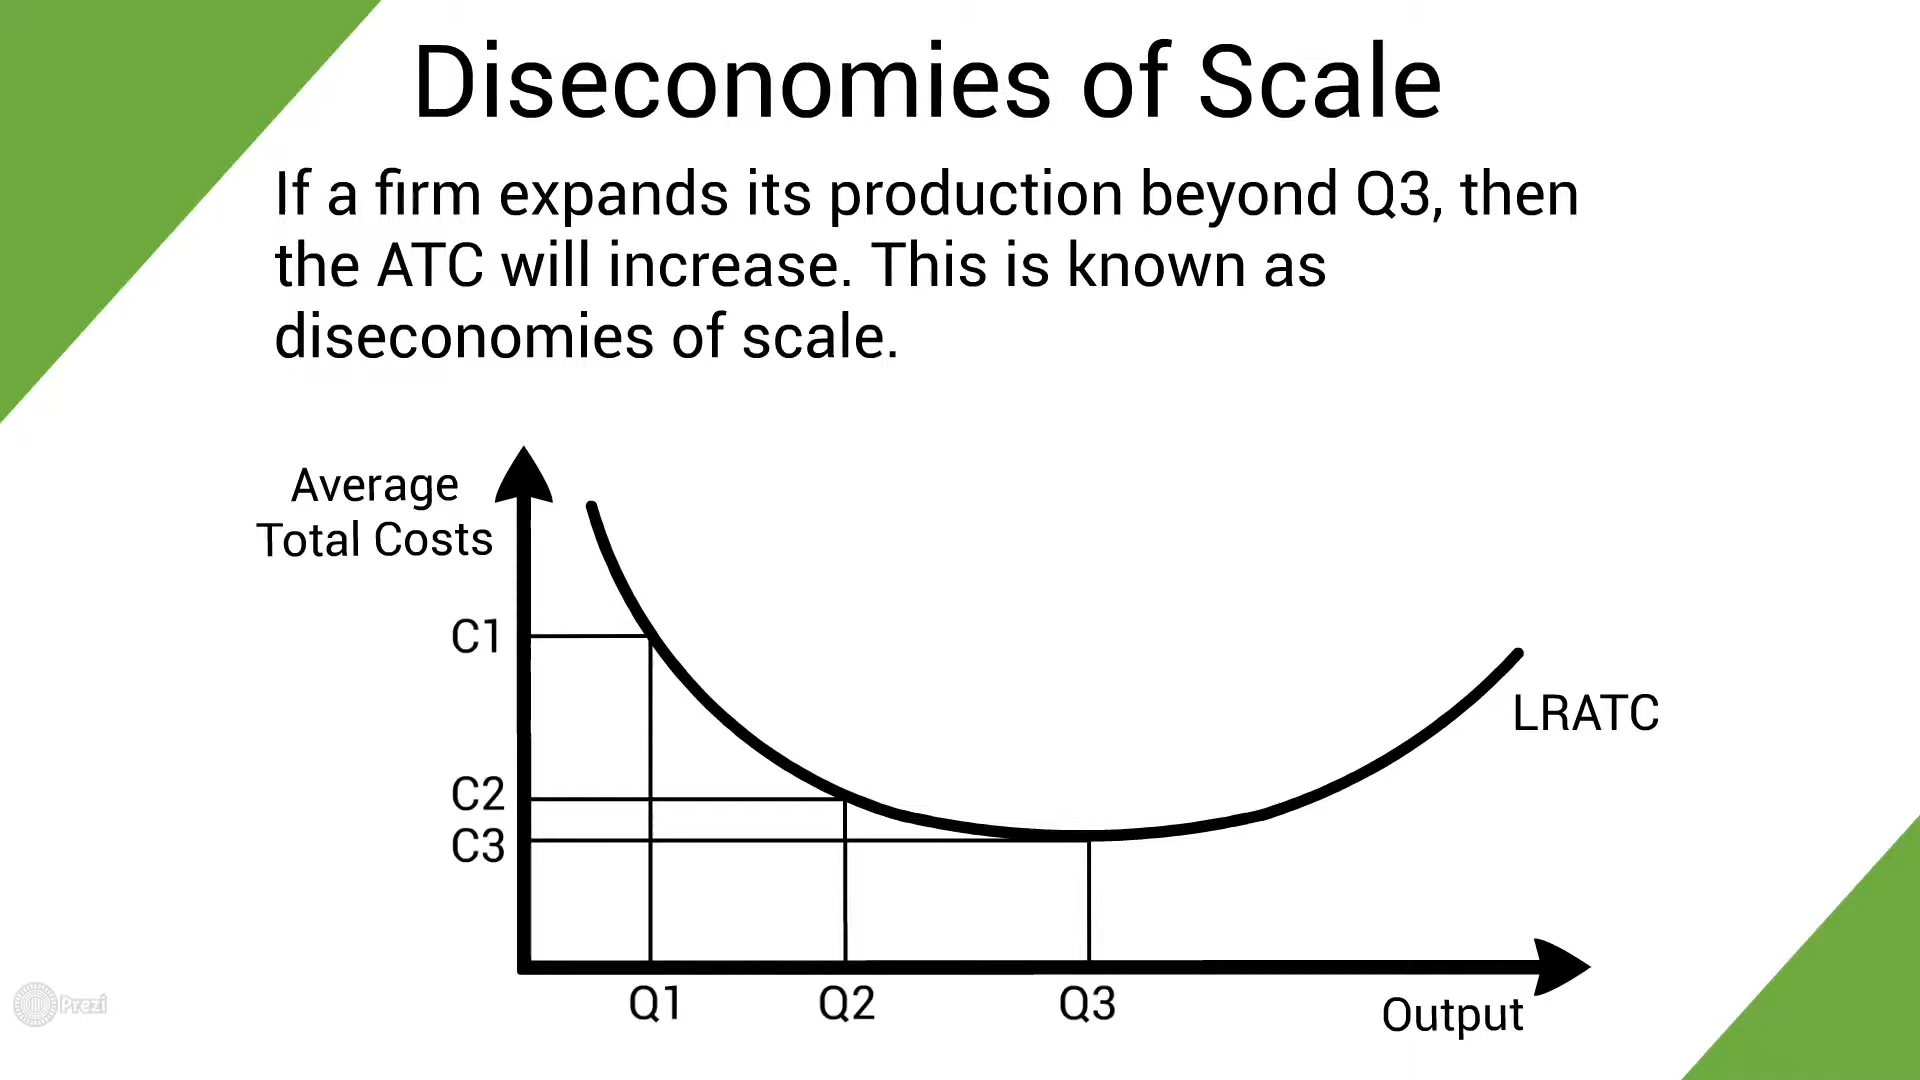 Diseconomies of Scale
If a firm expands its production beyond Q3, then
the ATC will increase. This is known as
diseconomies of scale.
Average
Total Costs
C1
LRATC
C2
C3
Q1
Q2
Q3
Output
Prezi